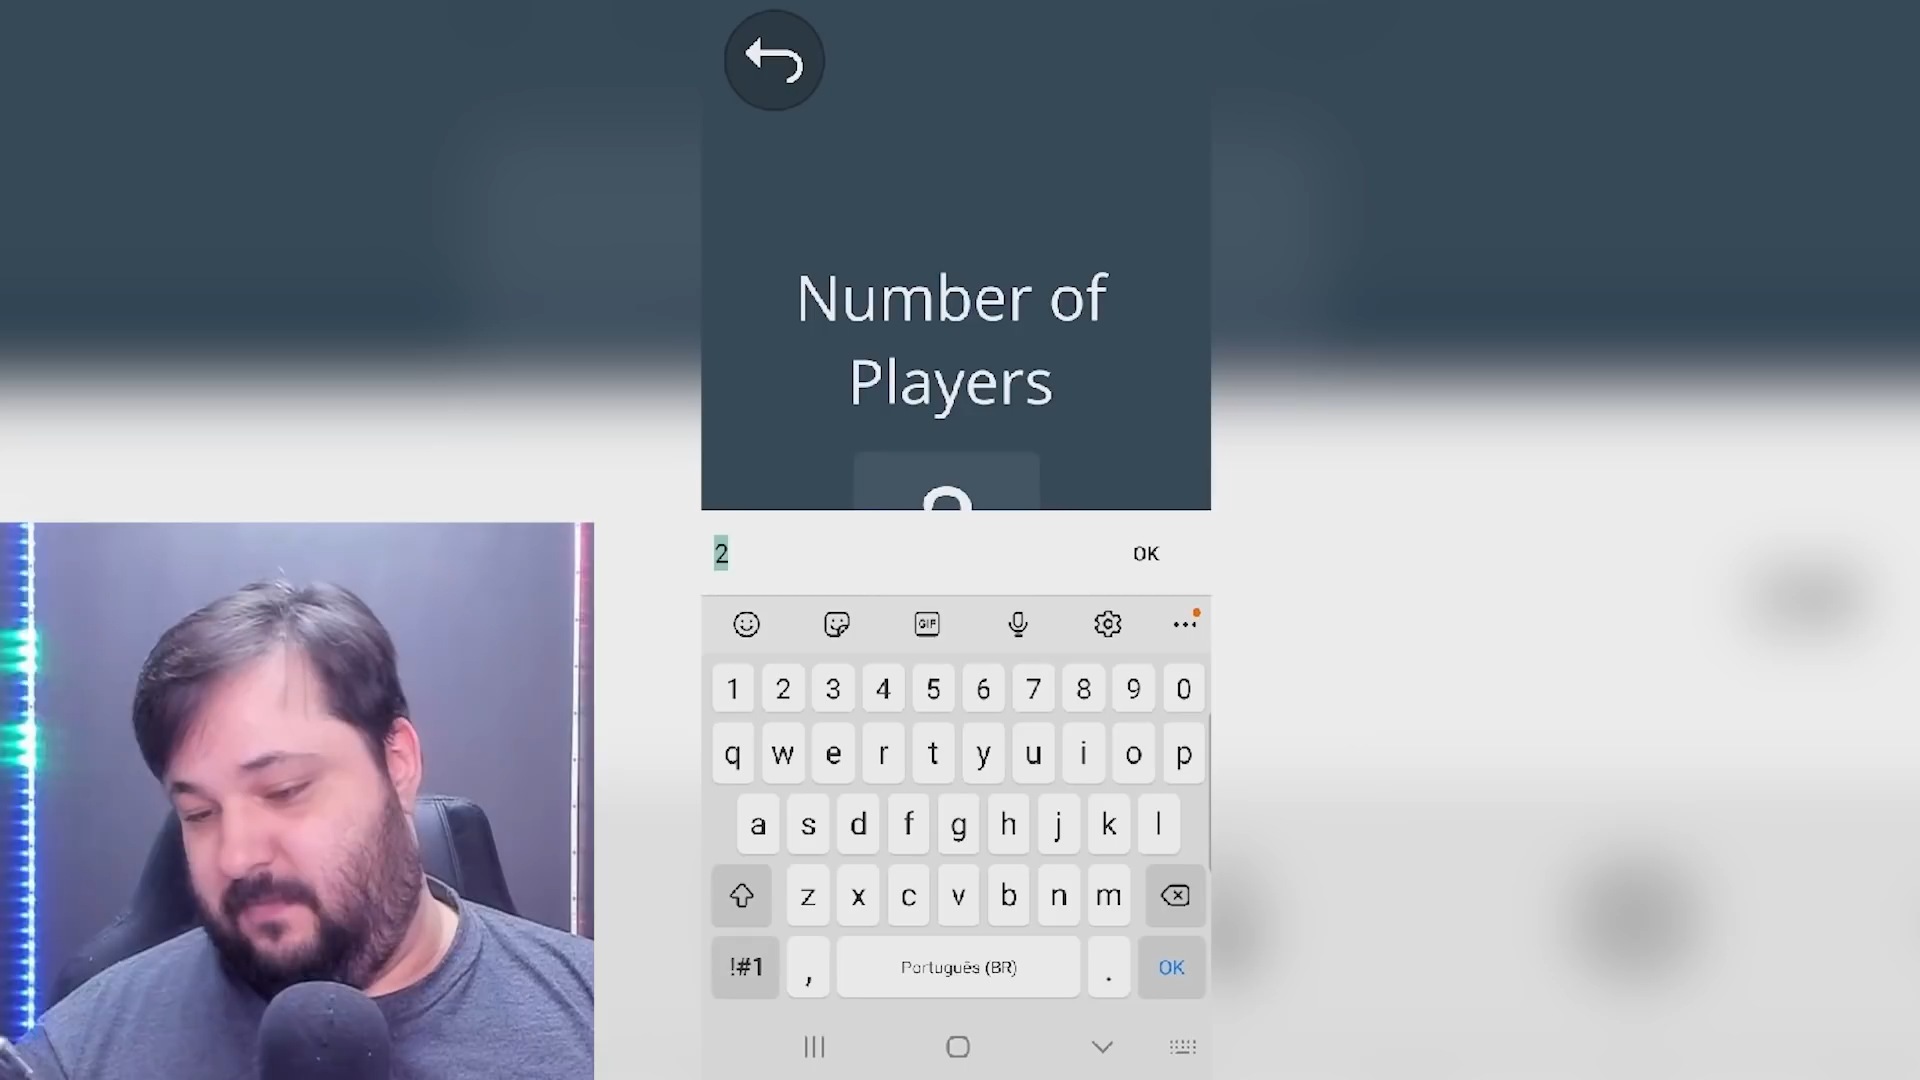 Number of
Players
2
OK
GIF
1 2 3 4 5 6 7 8 9 0
q w e r t y u i o p
a s d f g h j k l
z x c v b n m
!#1 , Português (BR) . OK